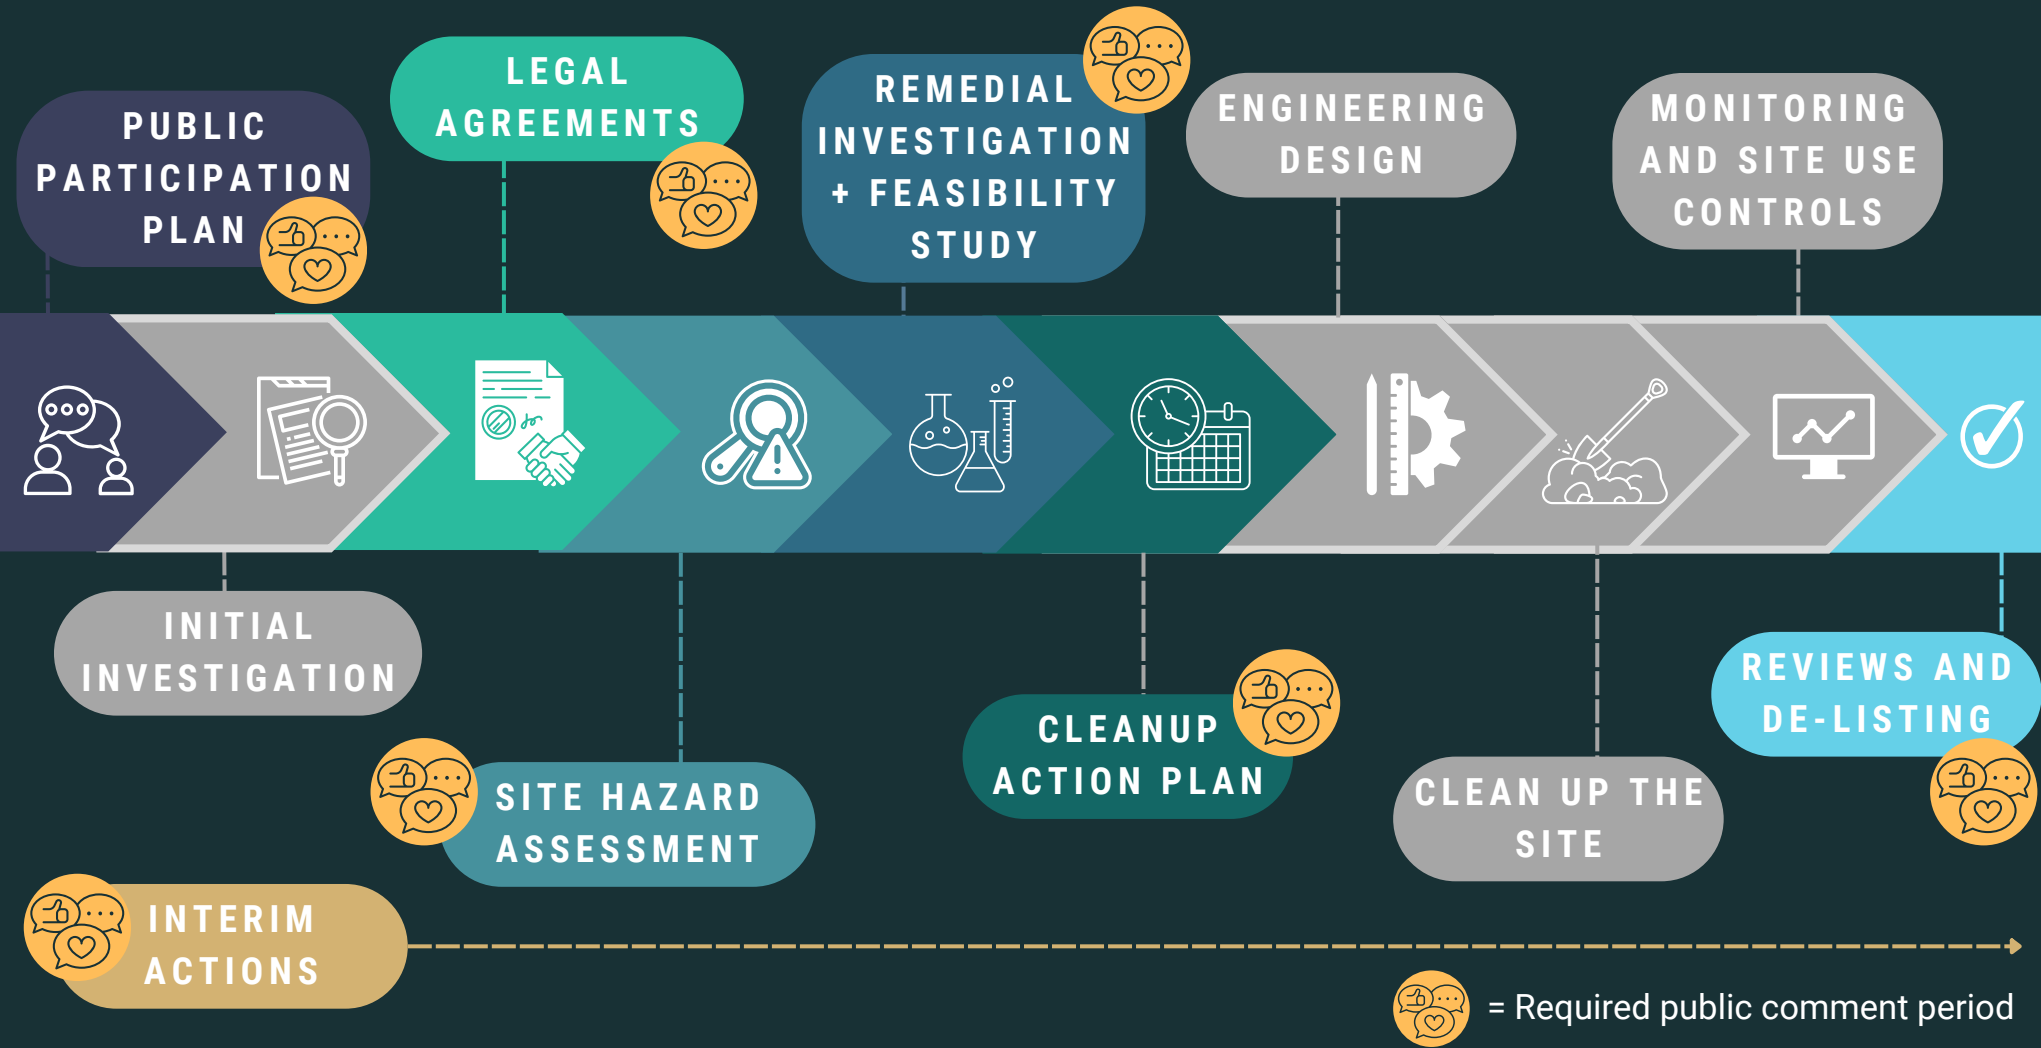 PUBLIC
PARTICIPATION
PLAN
LEGAL
AGREEMENTS
REMEDIAL
INVESTIGATION
+ FEASIBILITY
STUDY
ENGINEERING
DESIGN
MONITORING
AND SITE USE
CONTROLS
INITIAL
INVESTIGATION
SITE HAZARD
ASSESSMENT
CLEANUP
ACTION PLAN
CLEAN UP THE
SITE
REVIEWS AND
DE-LISTING
INTERIM
ACTIONS
= Required public comment period